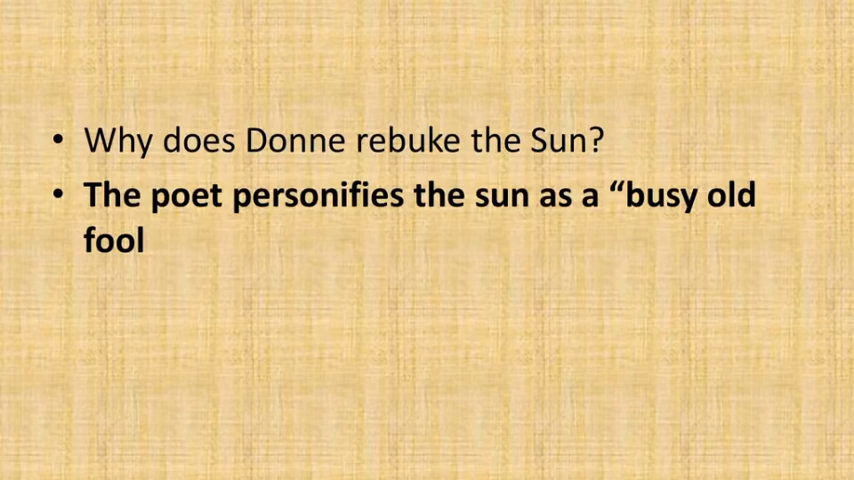 • Why does Donne rebuke the Sun?
• The poet personifies the sun as a “busy old
fool